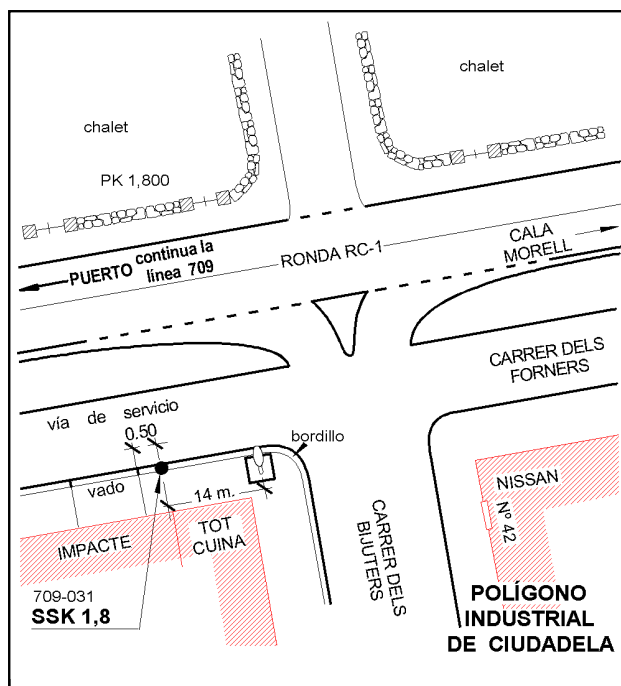 chalet
chalet
PK 1,800
CALA
MORELL
RONDA RC-1
PUERTO continua la
línea 709
CARRER DELS
FORNERS
vía de servicio
0.50
bordillo
vado
14 m.
NISSAN
Nº 42
TOT
CUINA
IMPACTE
CARRER DELS
BIJUTERS
709-031
SSK 1,8
POLÍGONO
INDUSTRIAL
DE CIUDADELA